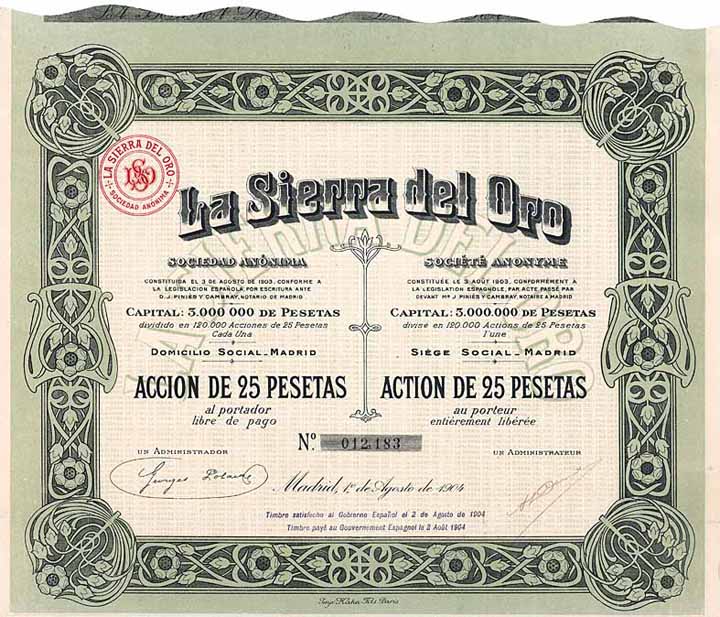 LA SIERRA DEL ORO
SOCIEDAD ANÓNIMA
La Sierra del Oro
SOCIEDAD ANÓNIMA
CONSTITUIDA EL 3 DE AGOSTO DE 1903, CONFORME A
LA LEGISLACION ESPAÑOLA, POR ESCRITURA ANTE
D. J. PINIÉS Y CAMBRAY, NOTARIO DE MADRID
CAPITAL: 3.000 000 DE PESETAS
dividido en 120.000 Acciones de 25 Pesetas
Cada Una
DOMICILIO SOCIAL_MADRID
ACCION DE 25 PESETAS
al portador
libre de pago
SOCIÉTÉ ANONYME
CONSTITUÉE LE 3 AOUT 1903, CONFORMÉMENT À
LA LEGISLATION ESPAGNOLE, PAR ACTE PASSÉ PAR
DEVANT Me J. PINIÉS Y CAMBRAY, NOTAIRE A MADRID
CAPITAL: 3.000.000 DE PESETAS
divisé en 120.000 Actions de 25 Pesetas
l'une
SIÈGE SOCIAL_MADRID
ACTION DE 25 PESETAS
au porteur
entièrement libérée
No. 012,183
UN ADMINISTRADOR
UN ADMINISTRATEUR
Madrid, 1o. de Agosto de 1904
Timbre satisfecho al Gobierno Español el 2 de Agosto de 1904
Timbre payé au Gouvernement Espagnol le 2 Août 1904
LA SIERRA DEL ORO